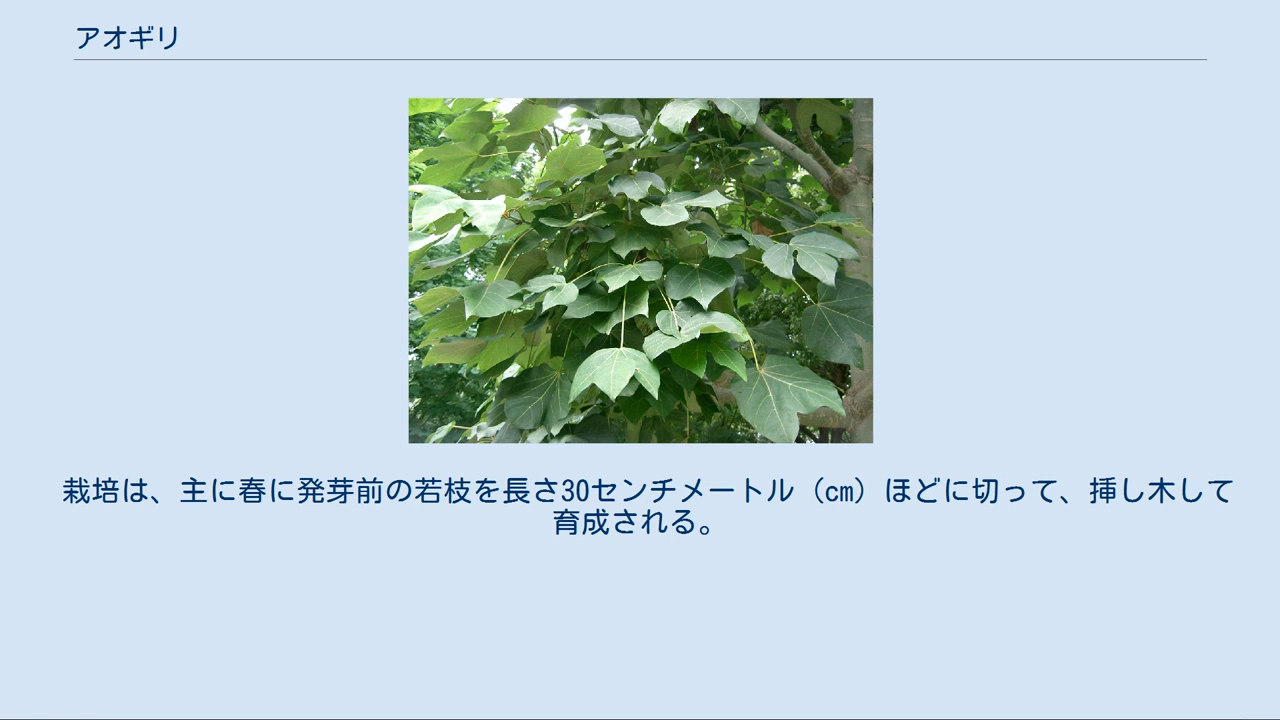 アオギリ
栽培は、主に春に発芽前の若枝を長さ30センチメートル（cm）ほどに切って、挿し木して
育成される。